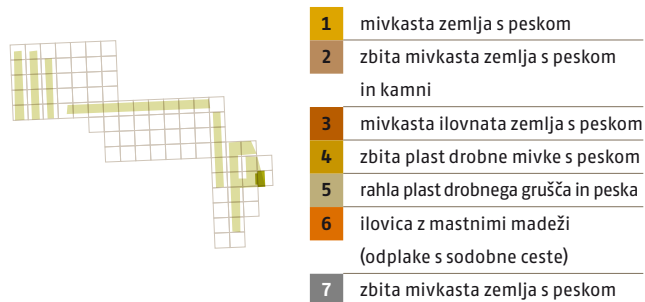 1 mivkasta zemlja s peskom
2 zbita mivkasta zemlja s peskom
in kamni
3 mivkasta ilovnata zemlja s peskom
4 zbita plast drobne mivke s peskom
5 rahla plast drobnega grušča in peska
6 ilovica z mastnimi madeži
(odplake s sodobne ceste)
7 zbita mivkasta zemlja s peskom